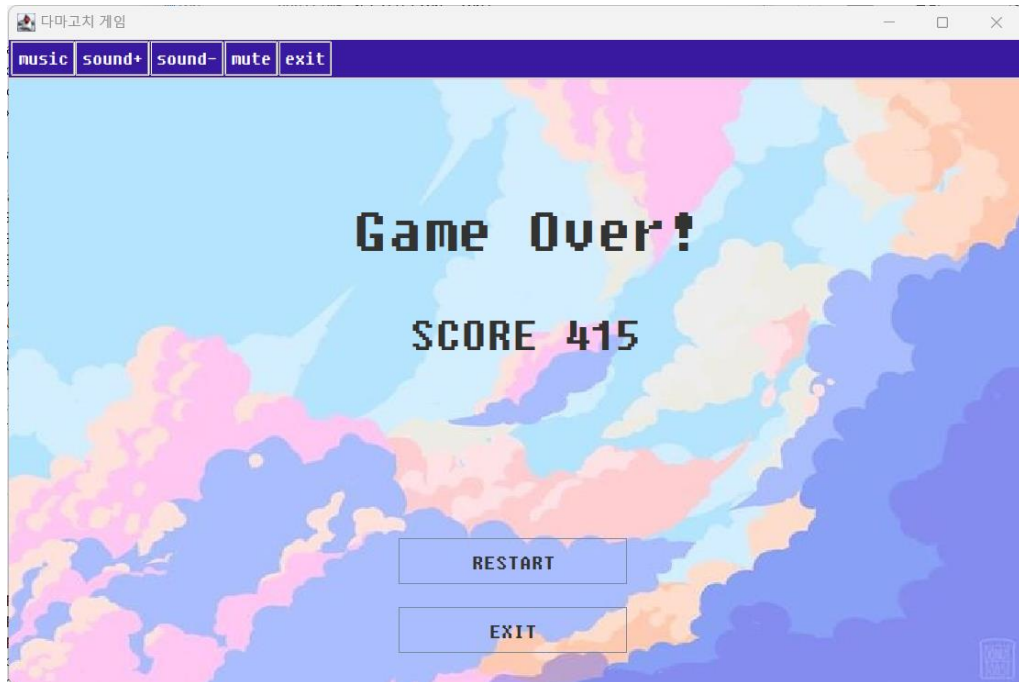 다마고치 게임
music sound+ sound- mute exit
Game Over!
SCORE 415
RESTART
EXIT